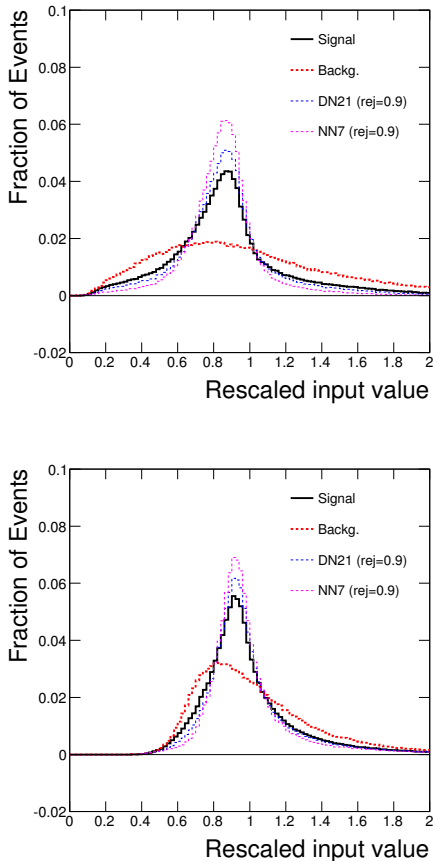 Fraction of Events
0.1
0.08
0.06
0.04
0.02
0
-0.02
Signal
Backg.
DN21 (rej=0.9)
NN7 (rej=0.9)
0 0.2 0.4 0.6 0.8 1 1.2 1.4 1.6 1.8 2
Rescaled input value
Fraction of Events
0.1
0.08
0.06
0.04
0.02
0
-0.02
Signal
Backg.
DN21 (rej=0.9)
NN7 (rej=0.9)
0 0.2 0.4 0.6 0.8 1 1.2 1.4 1.6 1.8 2
Rescaled input value